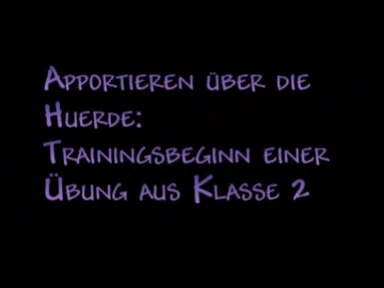 Apportieren über die
Huerde:
Trainingsbeginn einer
Übung aus Klasse 2